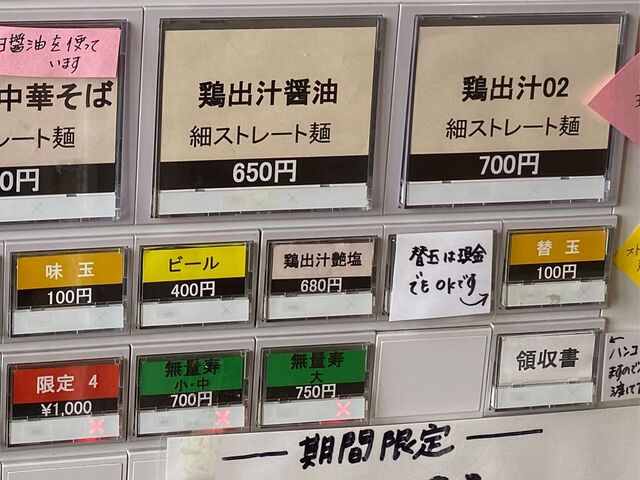 醤油を使って
います
中華そば
レート麺
0円
鶏出汁醤油
細ストレート麺
650円
鶏出汁02
細ストレート麺
700円
味玉
100円
ビール
400円
鶏出汁艶塩
680円
替玉は現金
でもOKです
替玉
100円
限定 4
¥1,000
無量寿
小・中
700円
無量寿
大
750円
領収書
ハンコ
期間限定